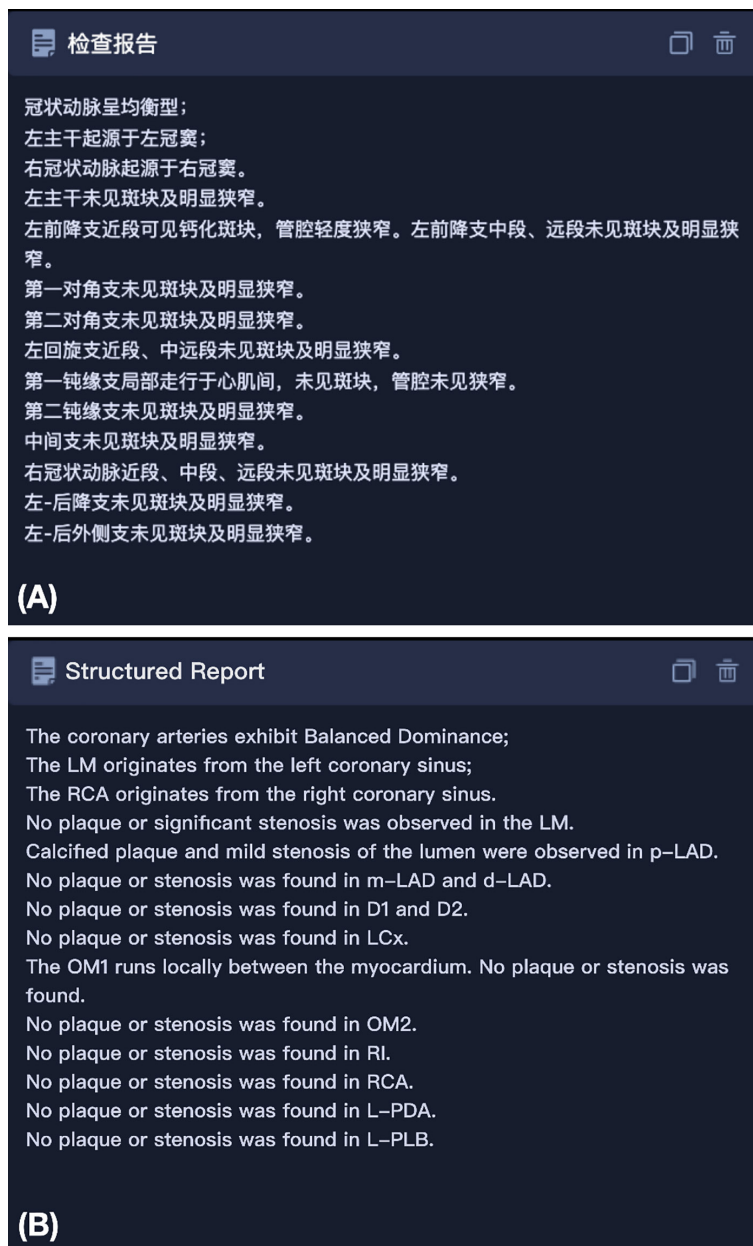 检查报告
冠状动脉呈均衡型；
左主干起源于左冠窦；
右冠状动脉起源于右冠窦。
左主干未见斑块及明显狭窄。
左前降支近段可见钙化斑块，管腔轻度狭窄。左前降支中段、远段未见斑块及明显狭
窄。
第一对角支未见斑块及明显狭窄。
第二对角支未见斑块及明显狭窄。
左回旋支近段、中远段未见斑块及明显狭窄。
第一钝缘支局部走行于心肌间，未见斑块，管腔未见狭窄。
第二钝缘支未见斑块及明显狭窄。
中间支未见斑块及明显狭窄。
右冠状动脉近段、中段、远段未见斑块及明显狭窄。
左-后降支未见斑块及明显狭窄。
左-后外侧支未见斑块及明显狭窄。
(A)
Structured Report
The coronary arteries exhibit Balanced Dominance;
The LM originates from the left coronary sinus;
The RCA originates from the right coronary sinus.
No plaque or significant stenosis was observed in the LM.
Calcified plaque and mild stenosis of the lumen were observed in p-LAD.
No plaque or stenosis was found in m-LAD and d-LAD.
No plaque or stenosis was found in D1 and D2.
No plaque or stenosis was found in LCx.
The OM1 runs locally between the myocardium. No plaque or stenosis was
found.
No plaque or stenosis was found in OM2.
No plaque or stenosis was found in RI.
No plaque or stenosis was found in RCA.
No plaque or stenosis was found in L-PDA.
No plaque or stenosis was found in L-PLB.
(B)